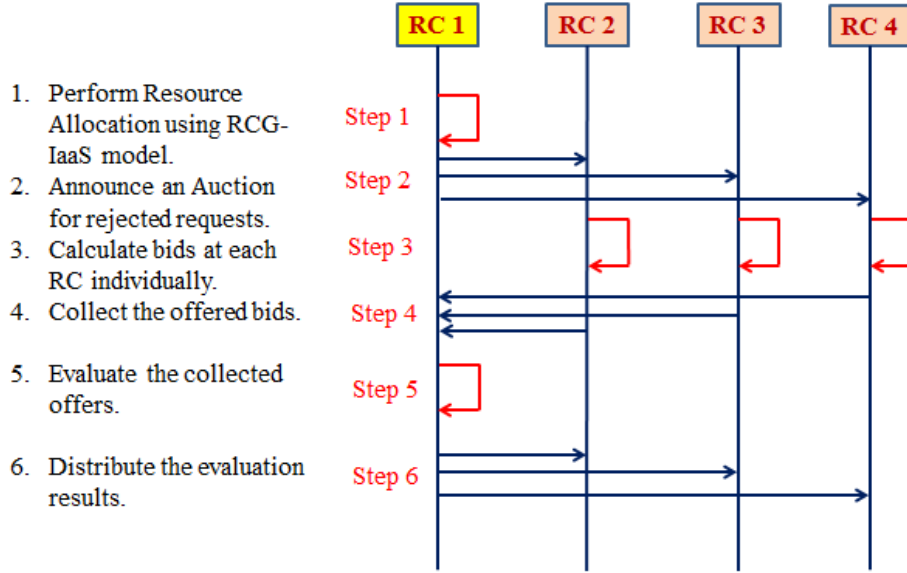 RC 1
RC 2
RC 3
RC 4
1. Perform Resource
Allocation using RCG-
IaaS model.
2. Announce an Auction
for rejected requests.
3. Calculate bids at each
RC individually.
4. Collect the offered bids.
5. Evaluate the collected
offers.
6. Distribute the evaluation
results.
Step 1
Step 2
Step 3
Step 4
Step 5
Step 6